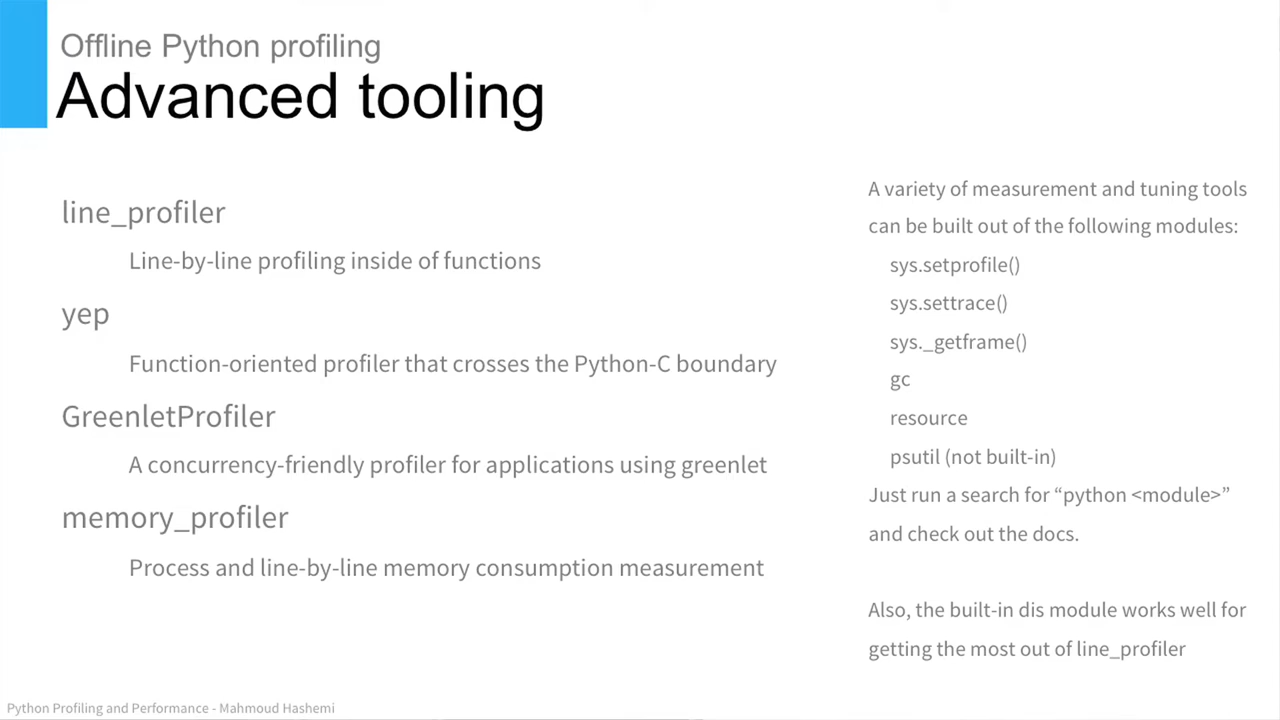 Offline Python profiling
Advanced tooling
line_profiler
Line-by-line profiling inside of functions
yep
Function-oriented profiler that crosses the Python-C boundary
GreenletProfiler
A concurrency-friendly profiler for applications using greenlet
memory_profiler
Process and line-by-line memory consumption measurement
A variety of measurement and tuning tools
can be built out of the following modules:
sys.setprofile()
sys.settrace()
sys._getframe()
gc
resource
psutil (not built-in)
Just run a search for “python <module>”
and check out the docs.
Also, the built-in dis module works well for
getting the most out of line_profiler
Python Profiling and Performance - Mahmoud Hashemi